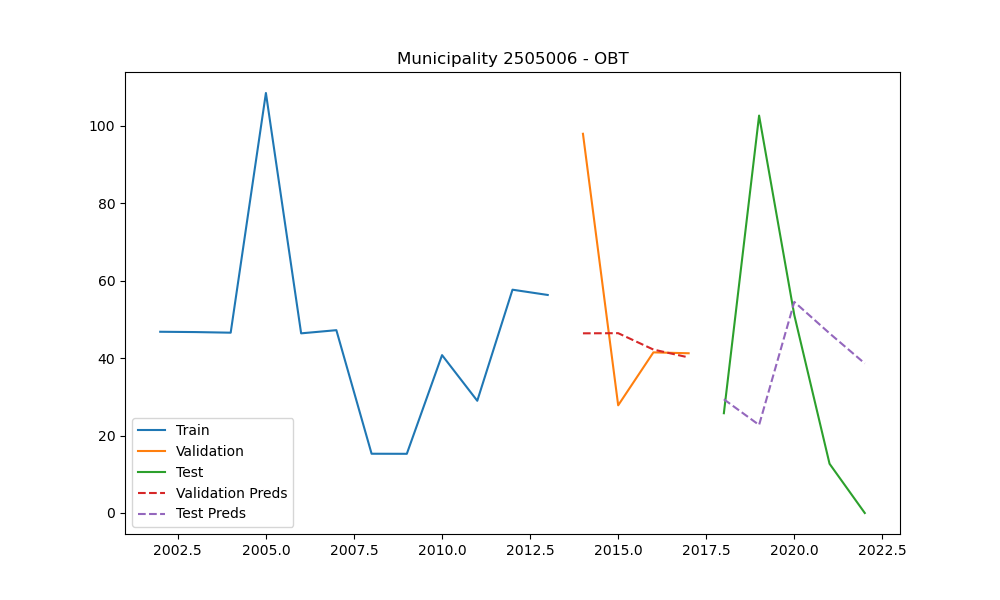 Municipality 2505006 - OBT
100
80
60
40
20
0
Train
Validation
Test
Validation Preds
Test Preds
2002.5 2005.0 2007.5 2010.0 2012.5 2015.0 2017.5 2020.0 2022.5